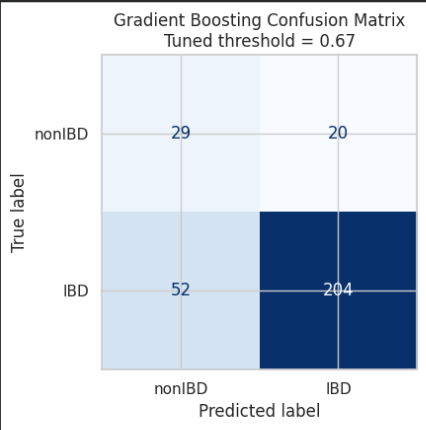 Gradient Boosting Confusion Matrix
Tuned threshold = 0.67
True label
nonIBD
29 20
IBD
52 204
nonIBD IBD
Predicted label